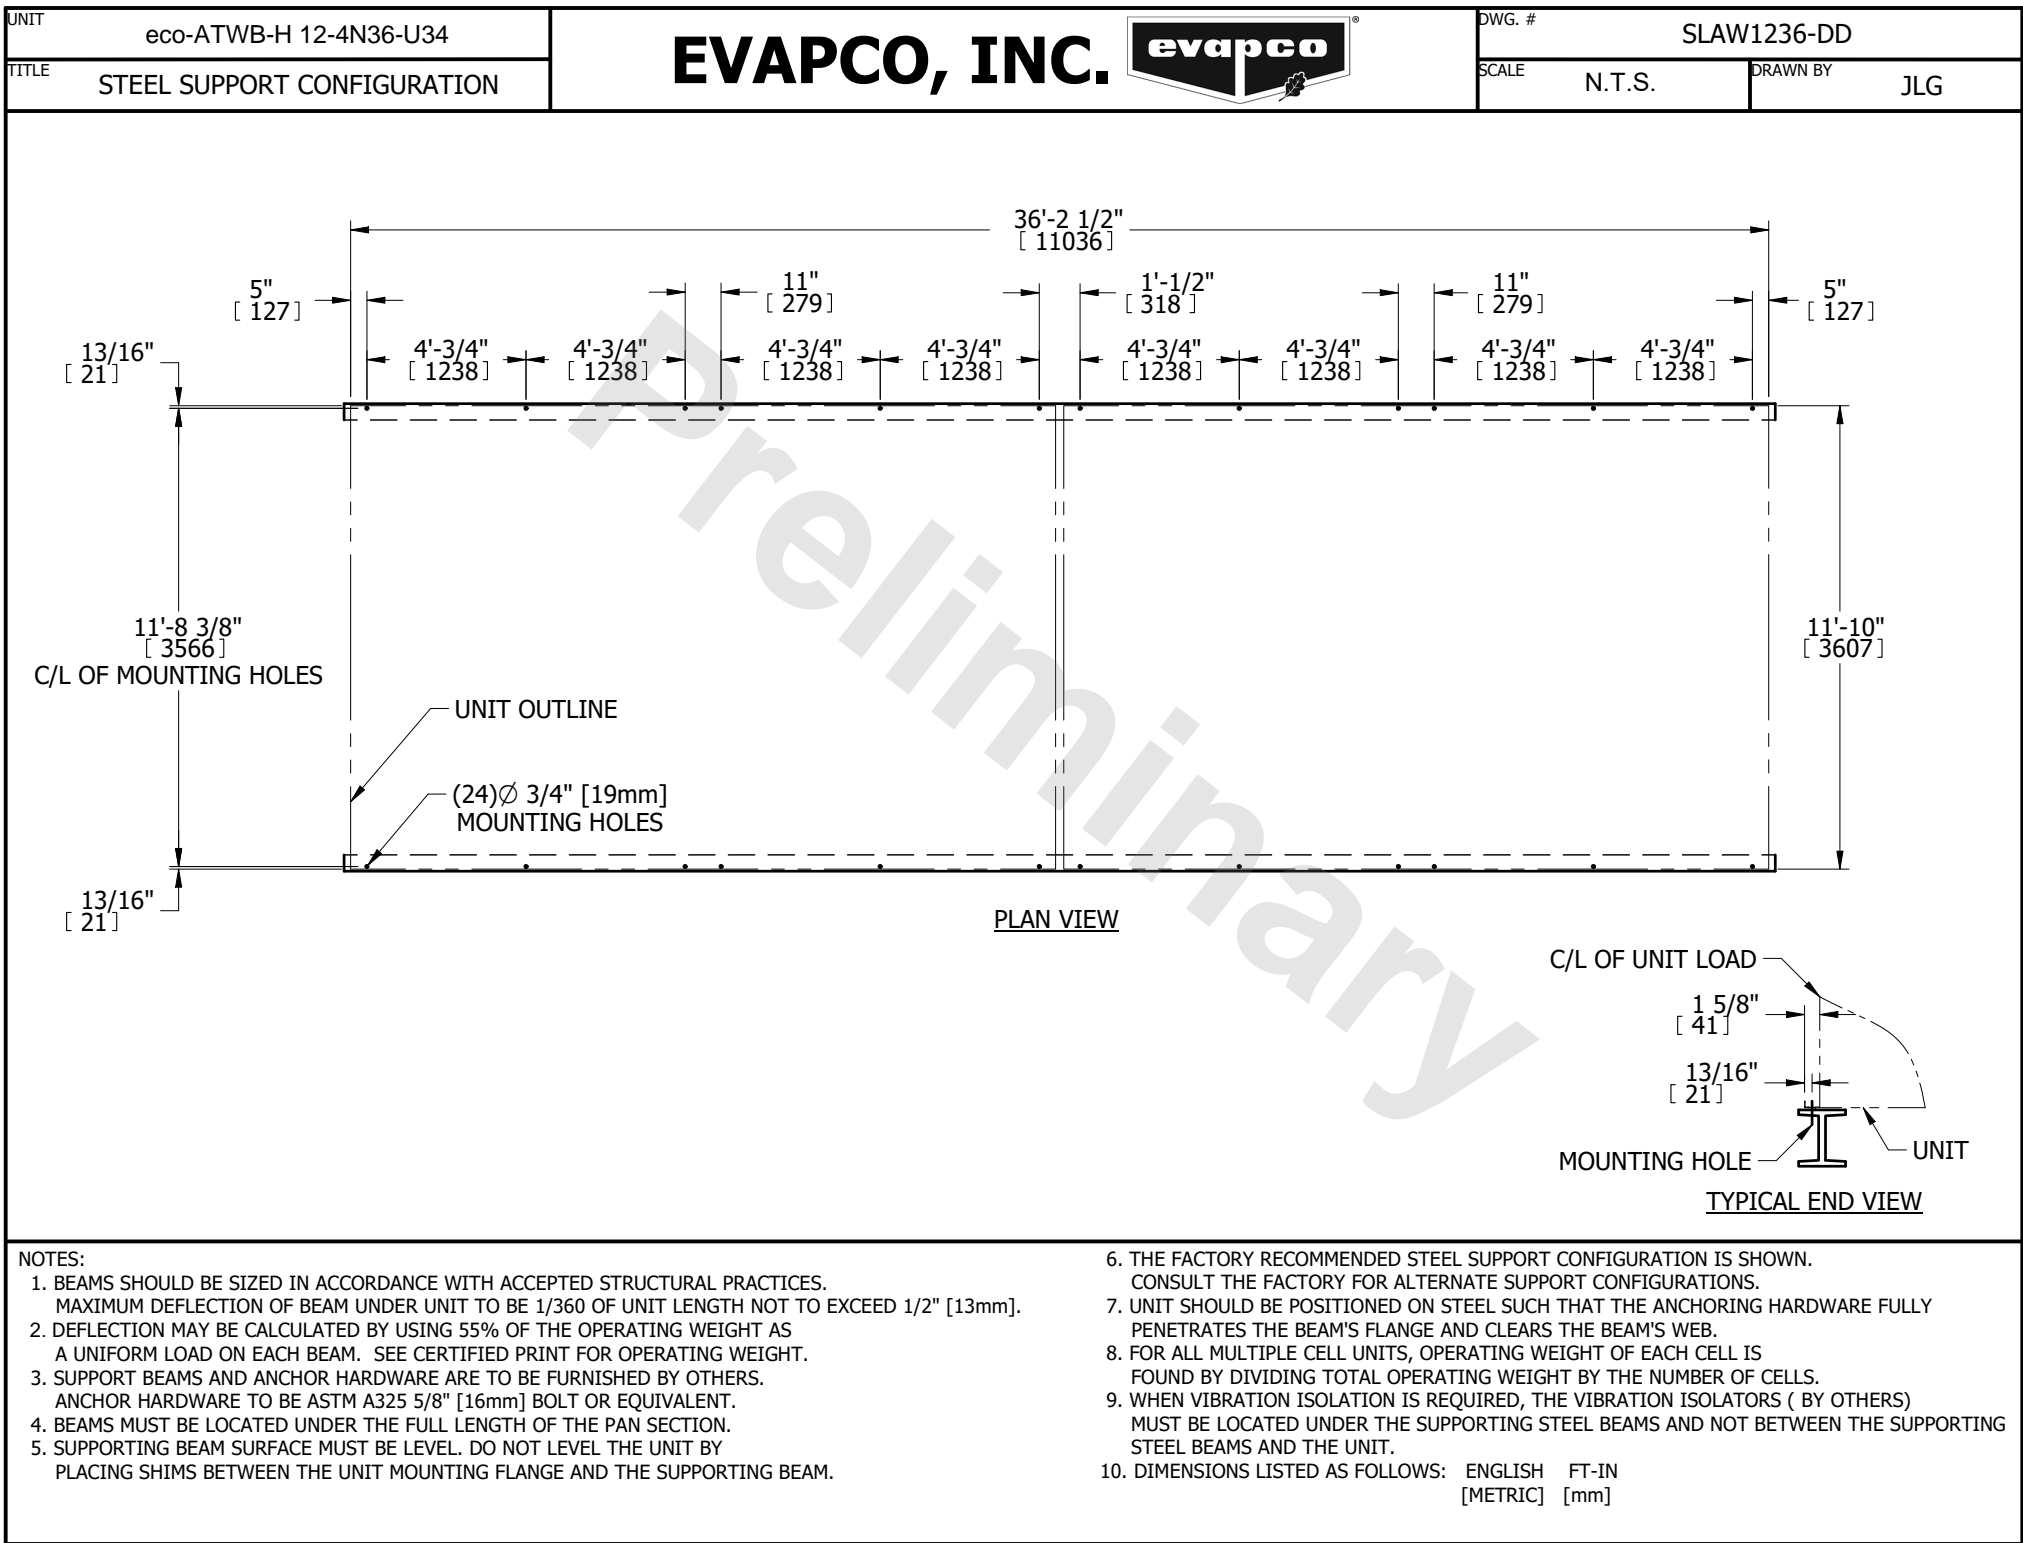 UNIT
eco-ATWB-H 12-4N36-U34
TITLE
STEEL SUPPORT CONFIGURATION
EVAPCO, INC.
evapco
®
DWG. #
SLAW1236-DD
SCALE
N.T.S.
DRAWN BY
JLG
36'-2 1/2"
[ 11036]
5"
[ 127]
11"
[ 279]
1'-1/2"
[ 318 ]
11"
[ 279]
5"
[ 127]
13/16"
[ 21]
4'-3/4"
[ 1238]
4'-3/4"
[ 1238]
4'-3/4"
[ 1238]
4'-3/4"
[ 1238]
4'-3/4"
[ 1238]
4'-3/4"
[ 1238]
4'-3/4"
[ 1238]
4'-3/4"
[ 1238]
11'-8 3/8"
[ 3566]
C/L OF MOUNTING HOLES
11'-10"
[ 3607]
UNIT OUTLINE
(24)∅ 3/4" [19mm]
MOUNTING HOLES
13/16"
[ 21]
PLAN VIEW
Preliminary
C/L OF UNIT LOAD
1 5/8"
[ 41]
13/16"
[ 21]
MOUNTING HOLE
UNIT
TYPICAL END VIEW
NOTES:
1. BEAMS SHOULD BE SIZED IN ACCORDANCE WITH ACCEPTED STRUCTURAL PRACTICES.
MAXIMUM DEFLECTION OF BEAM UNDER UNIT TO BE 1/360 OF UNIT LENGTH NOT TO EXCEED 1/2" [13mm].
2. DEFLECTION MAY BE CALCULATED BY USING 55% OF THE OPERATING WEIGHT AS
A UNIFORM LOAD ON EACH BEAM. SEE CERTIFIED PRINT FOR OPERATING WEIGHT.
3. SUPPORT BEAMS AND ANCHOR HARDWARE ARE TO BE FURNISHED BY OTHERS.
ANCHOR HARDWARE TO BE ASTM A325 5/8" [16mm] BOLT OR EQUIVALENT.
4. BEAMS MUST BE LOCATED UNDER THE FULL LENGTH OF THE PAN SECTION.
5. SUPPORTING BEAM SURFACE MUST BE LEVEL. DO NOT LEVEL THE UNIT BY
PLACING SHIMS BETWEEN THE UNIT MOUNTING FLANGE AND THE SUPPORTING BEAM.
6. THE FACTORY RECOMMENDED STEEL SUPPORT CONFIGURATION IS SHOWN.
CONSULT THE FACTORY FOR ALTERNATE SUPPORT CONFIGURATIONS.
7. UNIT SHOULD BE POSITIONED ON STEEL SUCH THAT THE ANCHORING HARDWARE FULLY
PENETRATES THE BEAM'S FLANGE AND CLEARS THE BEAM'S WEB.
8. FOR ALL MULTIPLE CELL UNITS, OPERATING WEIGHT OF EACH CELL IS
FOUND BY DIVIDING TOTAL OPERATING WEIGHT BY THE NUMBER OF CELLS.
9. WHEN VIBRATION ISOLATION IS REQUIRED, THE VIBRATION ISOLATORS ( BY OTHERS)
MUST BE LOCATED UNDER THE SUPPORTING STEEL BEAMS AND NOT BETWEEN THE SUPPORTING
STEEL BEAMS AND THE UNIT.
10. DIMENSIONS LISTED AS FOLLOWS: ENGLISH FT-IN
[METRIC] [mm]